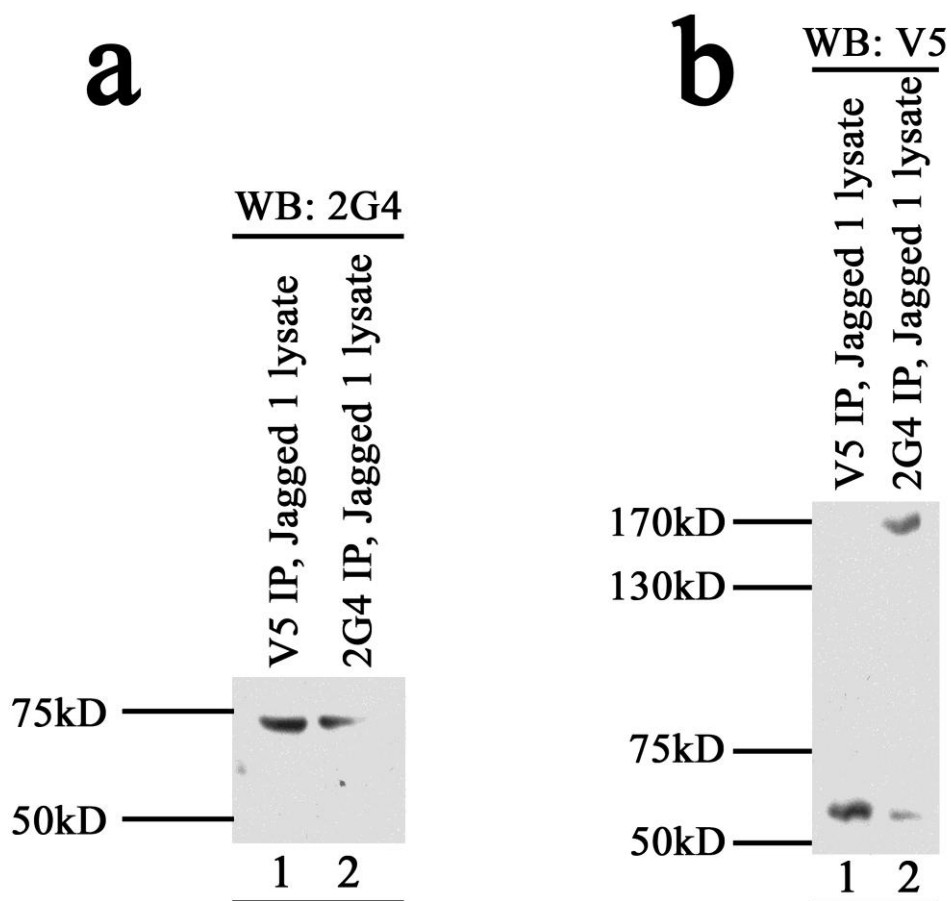 a
WB: 2G4
V5 IP, Jagged 1 lysate
2G4 IP, Jagged 1 lysate
75kD
50kD
1 2
b
WB: V5
V5 IP, Jagged 1 lysate
2G4 IP, Jagged 1 lysate
170kD
130kD
75kD
50kD
1 2